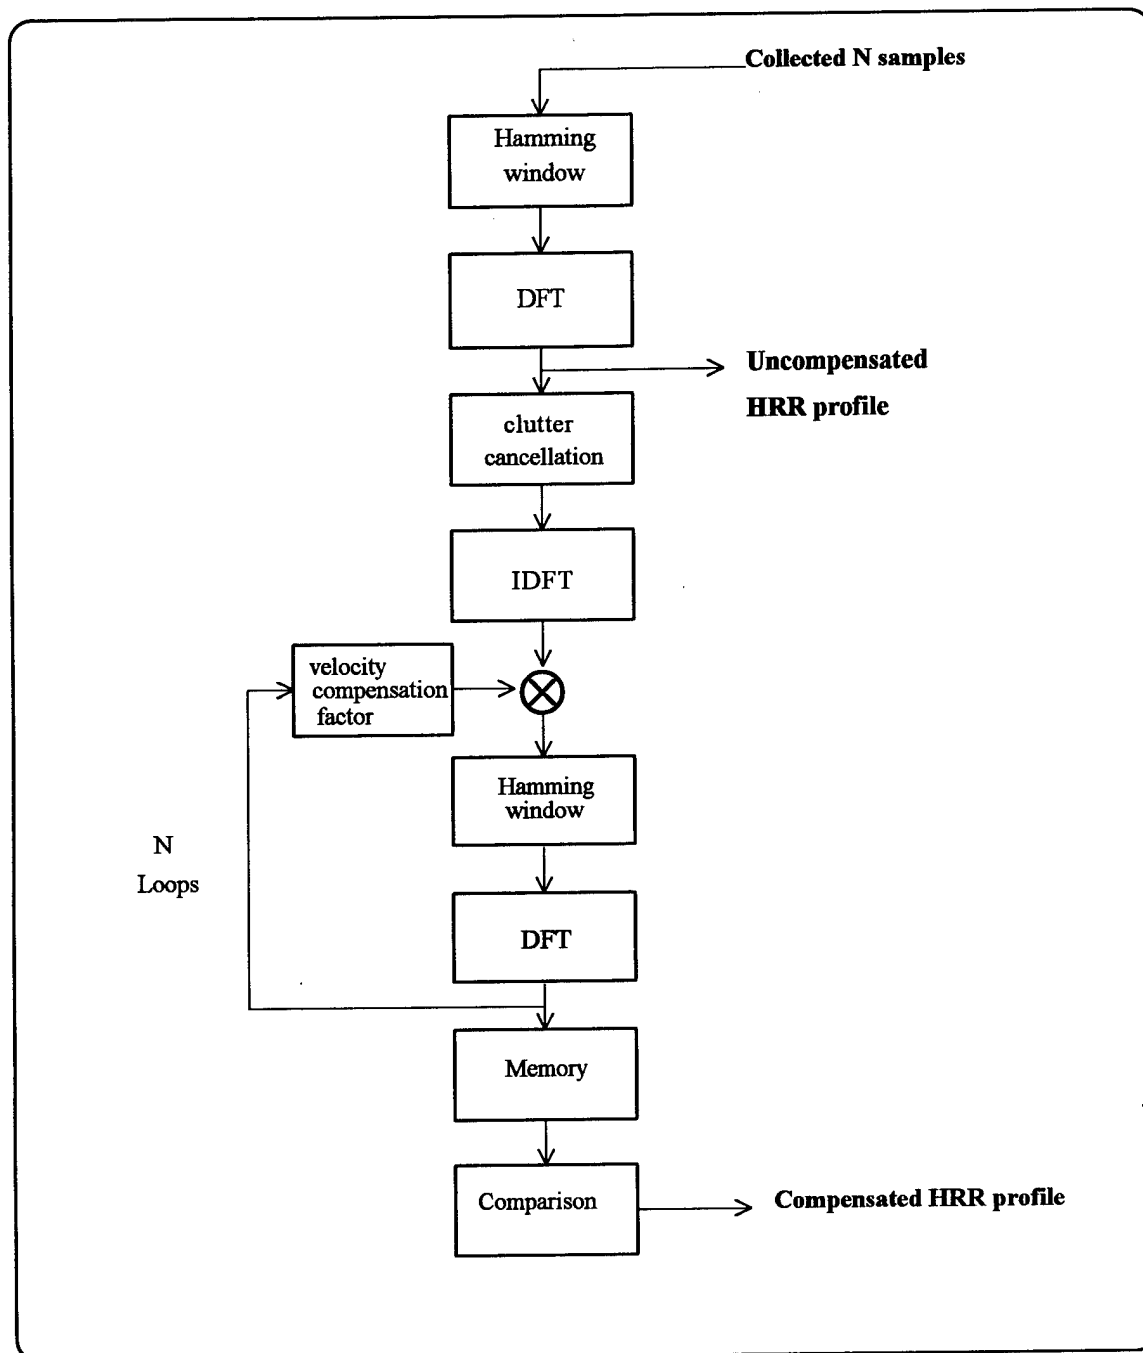 Collected N samples
Hamming
window
DFT
Uncompensated
HRR profile
clutter
cancellation
IDFT
velocity
compensation
factor
Hamming
window
N
Loops
DFT
Memory
Comparison
Compensated HRR profile